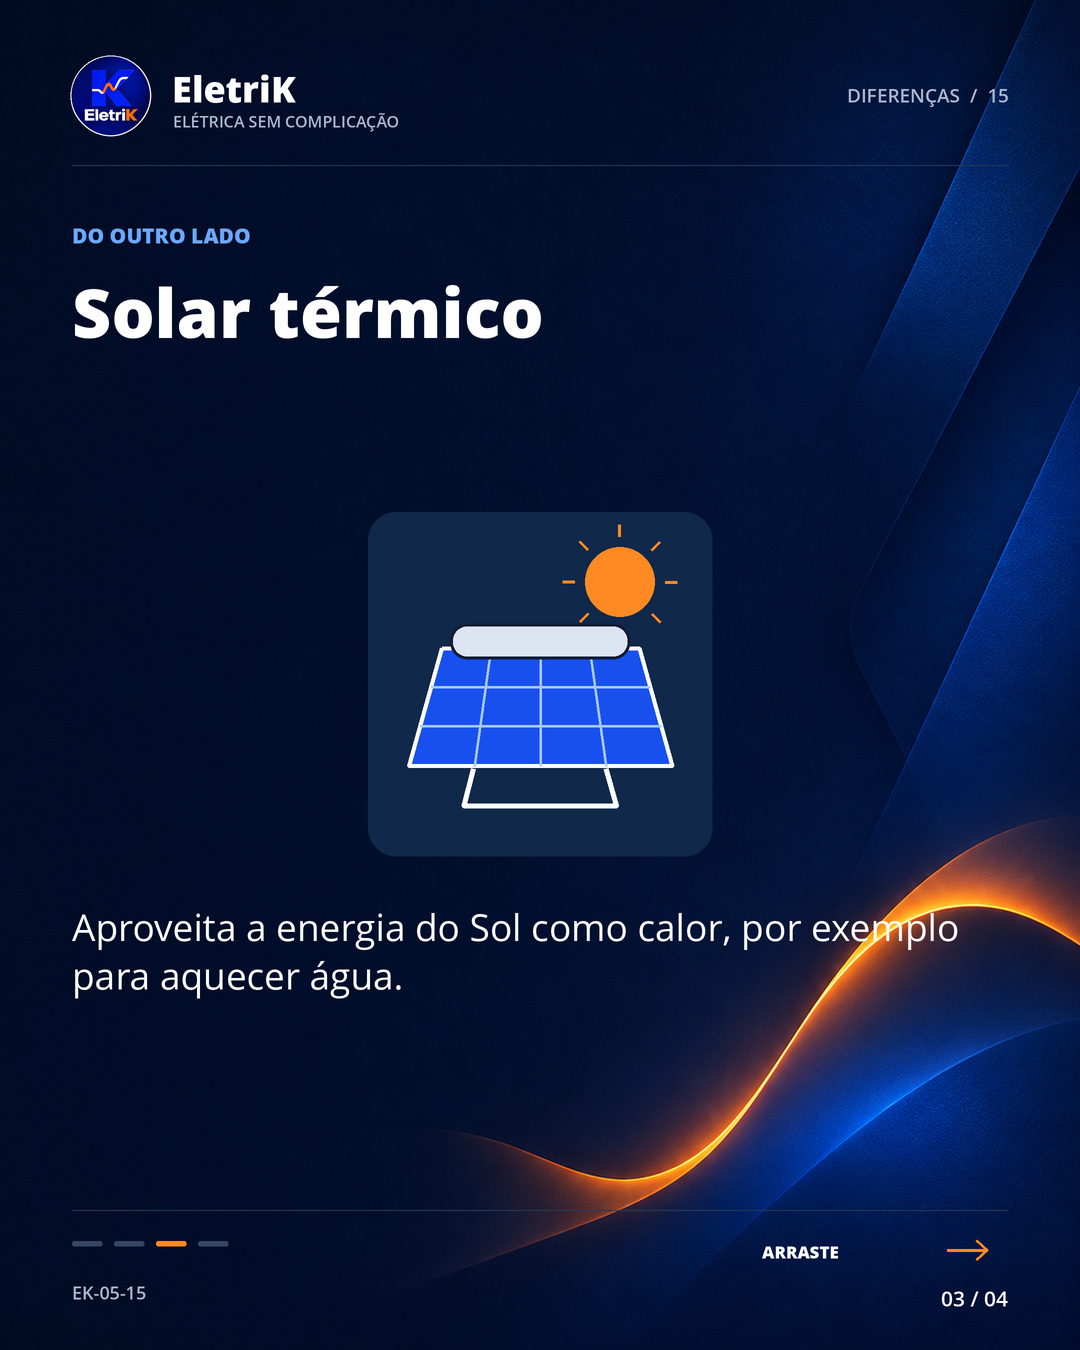 EletriK
EletriK
ELÉTRICA SEM COMPLICAÇÃO
DIFERENÇAS / 15
DO OUTRO LADO
Solar térmico
Aproveita a energia do Sol como calor, por exemplo
para aquecer água.
ARRASTE
EK-05-15
03 / 04